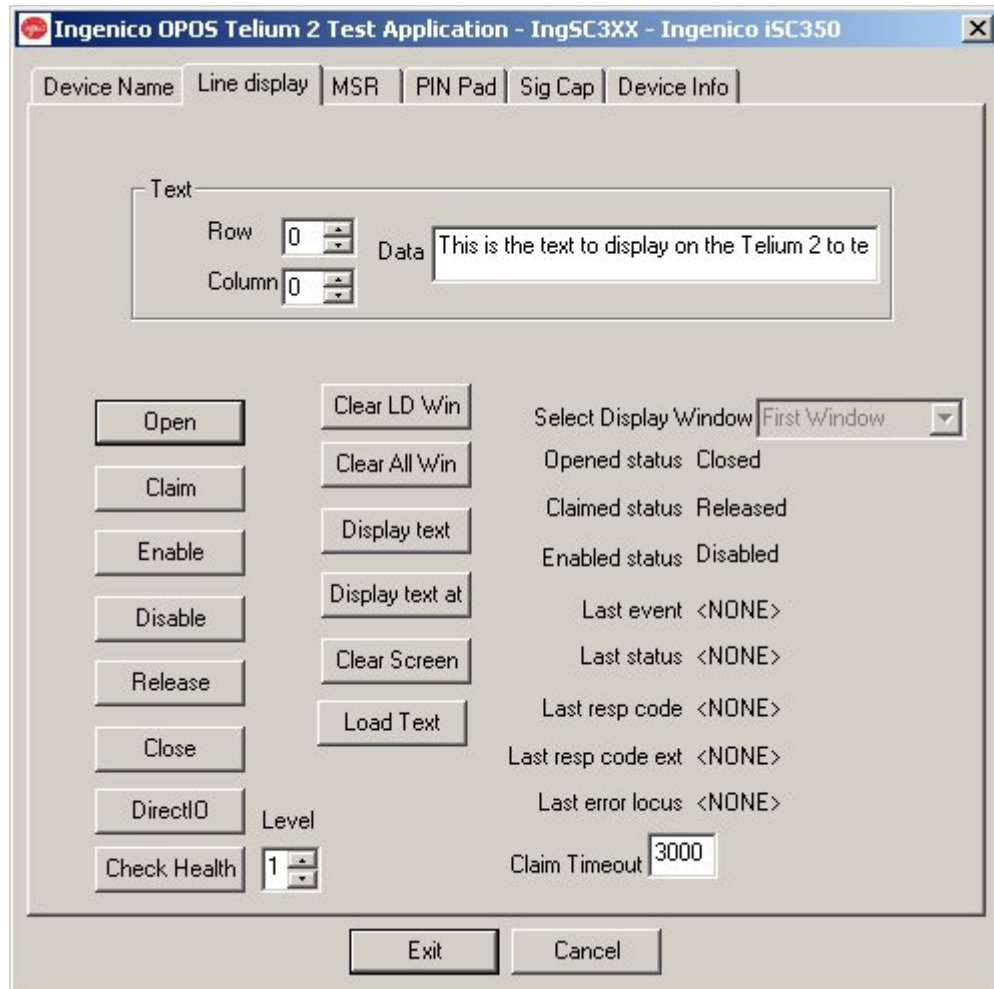 Ingenico OPOS Telium 2 Test Application - IngSC3XX - Ingenico iSC350
Device Name
Line display
MSR
PIN Pad
Sig Cap
Device Info
Text
Row
0
Data
This is the text to display on the Telium 2 to te
Column
0
Open
Claim
Enable
Disable
Release
Close
DirectIO
Check Health
Level
1
Clear LD Win
Clear All Win
Display text
Display text at
Clear Screen
Load Text
Select Display Window First Window
Opened status Closed
Claimed status Released
Enabled status Disabled
Last event <NONE>
Last status <NONE>
Last resp code <NONE>
Last resp code ext <NONE>
Last error locus <NONE>
Claim Timeout 3000
Exit
Cancel